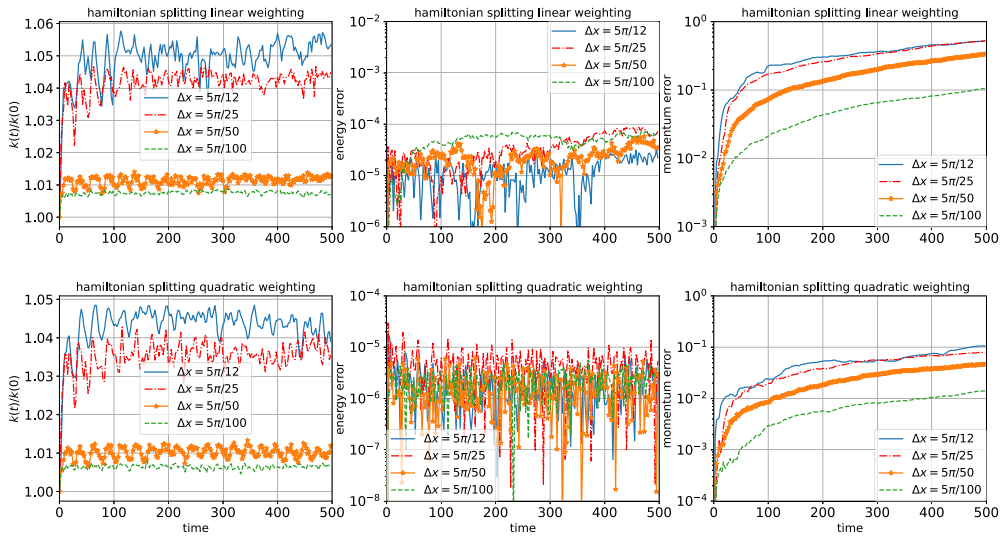 hamiltonian splitting linear weighting
k(t)/k(0)
1.06
1.05
1.04
1.03
1.02
1.01
1.00
Δx = 5π/12
Δx = 5π/25
Δx = 5π/50
Δx = 5π/100
0 100 200 300 400 500
hamiltonian splitting linear weighting
energy error
10⁻²
10⁻³
10⁻⁴
10⁻⁵
10⁻⁶
Δx = 5π/12
Δx = 5π/25
Δx = 5π/50
Δx = 5π/100
0 100 200 300 400 500
hamiltonian splitting linear weighting
momentum error
10⁰
10⁻¹
10⁻²
10⁻³
Δx = 5π/12
Δx = 5π/25
Δx = 5π/50
Δx = 5π/100
0 100 200 300 400 500
hamiltonian splitting quadratic weighting
k(t)/k(0)
1.05
1.04
1.03
1.02
1.01
1.00
Δx = 5π/12
Δx = 5π/25
Δx = 5π/50
Δx = 5π/100
0 100 200 300 400 500
time
hamiltonian splitting quadratic weighting
energy error
10⁻⁴
10⁻⁵
10⁻⁶
10⁻⁷
10⁻⁸
Δx = 5π/12
Δx = 5π/25
Δx = 5π/50
Δx = 5π/100
0 100 200 300 400 500
time
hamiltonian splitting quadratic weighting
momentum error
10⁰
10⁻¹
10⁻²
10⁻³
10⁻⁴
Δx = 5π/12
Δx = 5π/25
Δx = 5π/50
Δx = 5π/100
0 100 200 300 400 500
time